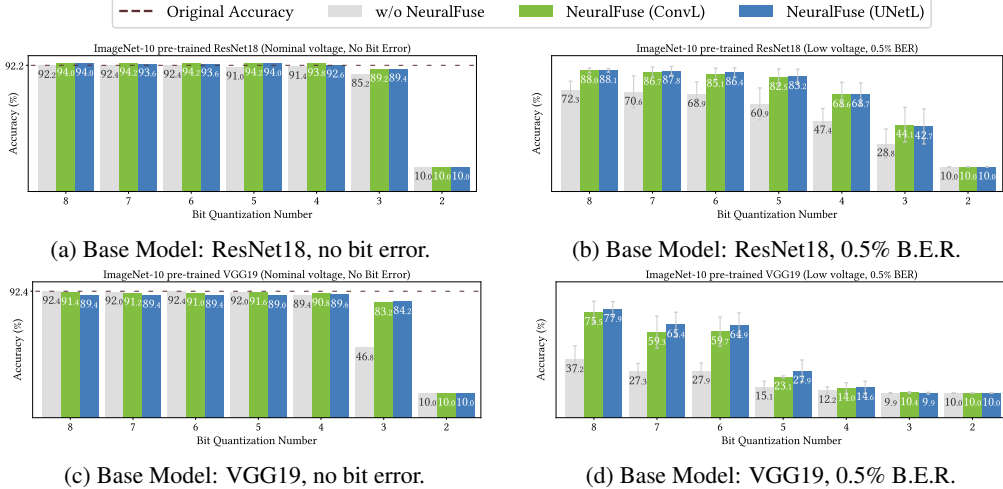 Original Accuracy w/o NeuralFuse NeuralFuse (ConvL) NeuralFuse (UNetL)
ImageNet-10 pre-trained ResNet18 (Nominal voltage, No Bit Error)
Accuracy (%)
92.2
92.2 94.0 94.0 92.4 94.2 93.6 92.4 94.2 93.6 91.0 94.2 94.0 91.4 93.8 92.6 85.2 89.2 89.4 10.0 10.0 10.0
8 7 6 5 4 3 2
Bit Quantization Number
(a) Base Model: ResNet18, no bit error.
ImageNet-10 pre-trained ResNet18 (Low voltage, 0.5% BER)
Accuracy (%)
72.3 88.0 88.1 70.6 86.7 87.8 68.9 85.1 86.4 60.9 82.5 83.2 47.4 68.6 68.7 28.8 44.1 42.7 10.0 10.0 10.0
8 7 6 5 4 3 2
Bit Quantization Number
(b) Base Model: ResNet18, 0.5% B.E.R.
ImageNet-10 pre-trained VGG19 (Nominal voltage, No Bit Error)
Accuracy (%)
92.4
92.4 91.4 89.4 92.0 91.2 89.4 92.4 91.0 89.4 92.0 91.6 89.0 89.4 90.8 89.6 46.8 83.2 84.2 10.0 10.0 10.0
8 7 6 5 4 3 2
Bit Quantization Number
(c) Base Model: VGG19, no bit error.
ImageNet-10 pre-trained VGG19 (Low voltage, 0.5% BER)
Accuracy (%)
37.2 75.5 77.9 27.3 59.3 65.4 27.9 59.7 64.9 15.1 23.1 27.9 12.2 14.0 14.6 9.9 10.4 9.9 10.0 10.0 10.0
8 7 6 5 4 3 2
Bit Quantization Number
(d) Base Model: VGG19, 0.5% B.E.R.